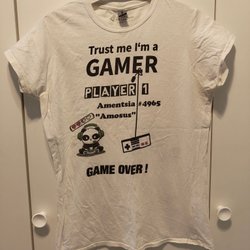 Trust me I'm a
GAMER
PLAYER 1
Amentsia #4965
"Amosus"
GAME OVER!